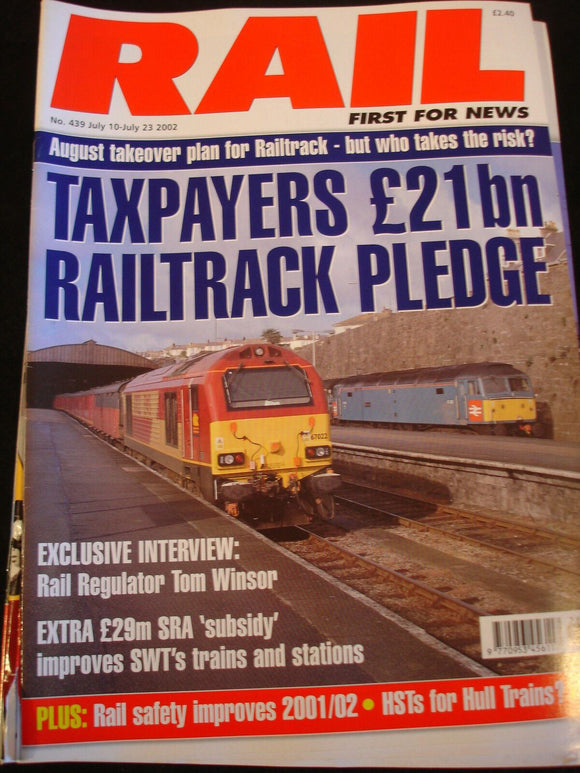 £2.40
RAIL
FIRST FOR NEWS
No. 439 July 10-July 23 2002
August takeover plan for Railtrack - but who takes the risk?
TAXPAYERS £21bn
RAILTRACK PLEDGE
67022
EXCLUSIVE INTERVIEW:
Rail Regulator Tom Winsor
EXTRA £29m SRA 'subsidy'
improves SWT's trains and stations
PLUS: Rail safety improves 2001/02 • HSTs for Hull Trains?